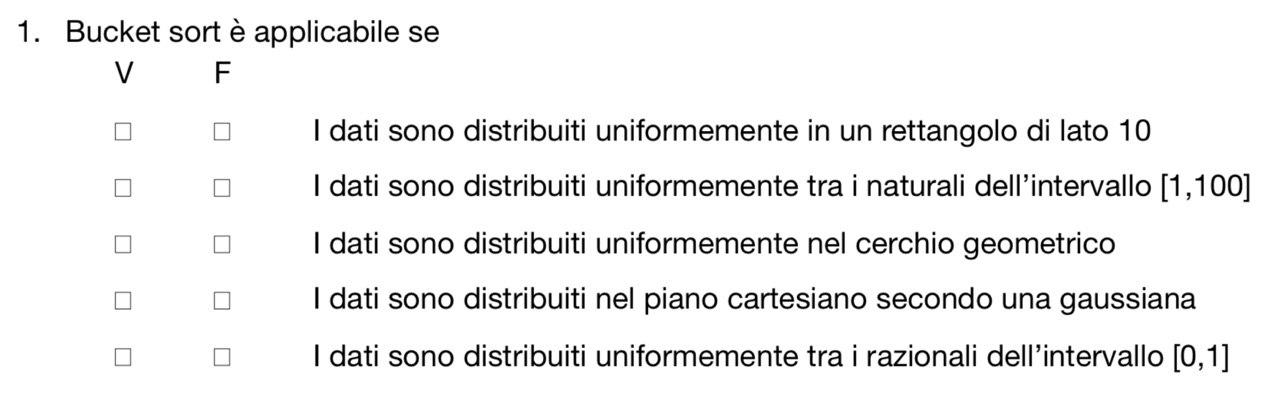 1. Bucket sort è applicabile se
V F
☐ ☐ I dati sono distribuiti uniformemente in un rettangolo di lato 10
☐ ☐ I dati sono distribuiti uniformemente tra i naturali dell’intervallo [1,100]
☐ ☐ I dati sono distribuiti uniformemente nel cerchio geometrico
☐ ☐ I dati sono distribuiti nel piano cartesiano secondo una gaussiana
☐ ☐ I dati sono distribuiti uniformemente tra i razionali dell’intervallo [0,1]